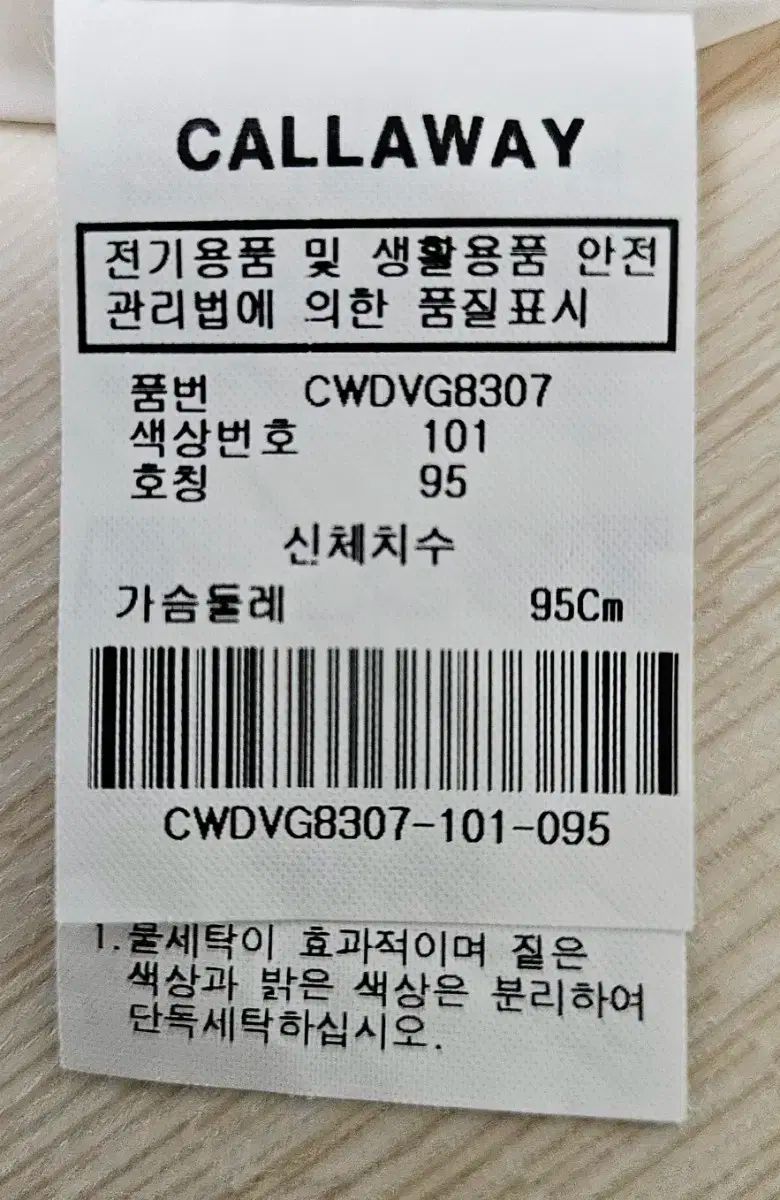 CALLAWAY
전기용품 및 생활용품 안전
관리법에 의한 품질표시
품번 CWDVG8307
색상번호 101
호칭 95
신체치수
가슴둘레 95Cm
CWDVG8307-101-095
1.물세탁이 효과적이며 짙은
색상과 밝은 색상은 분리하여
단독세탁하십시오.